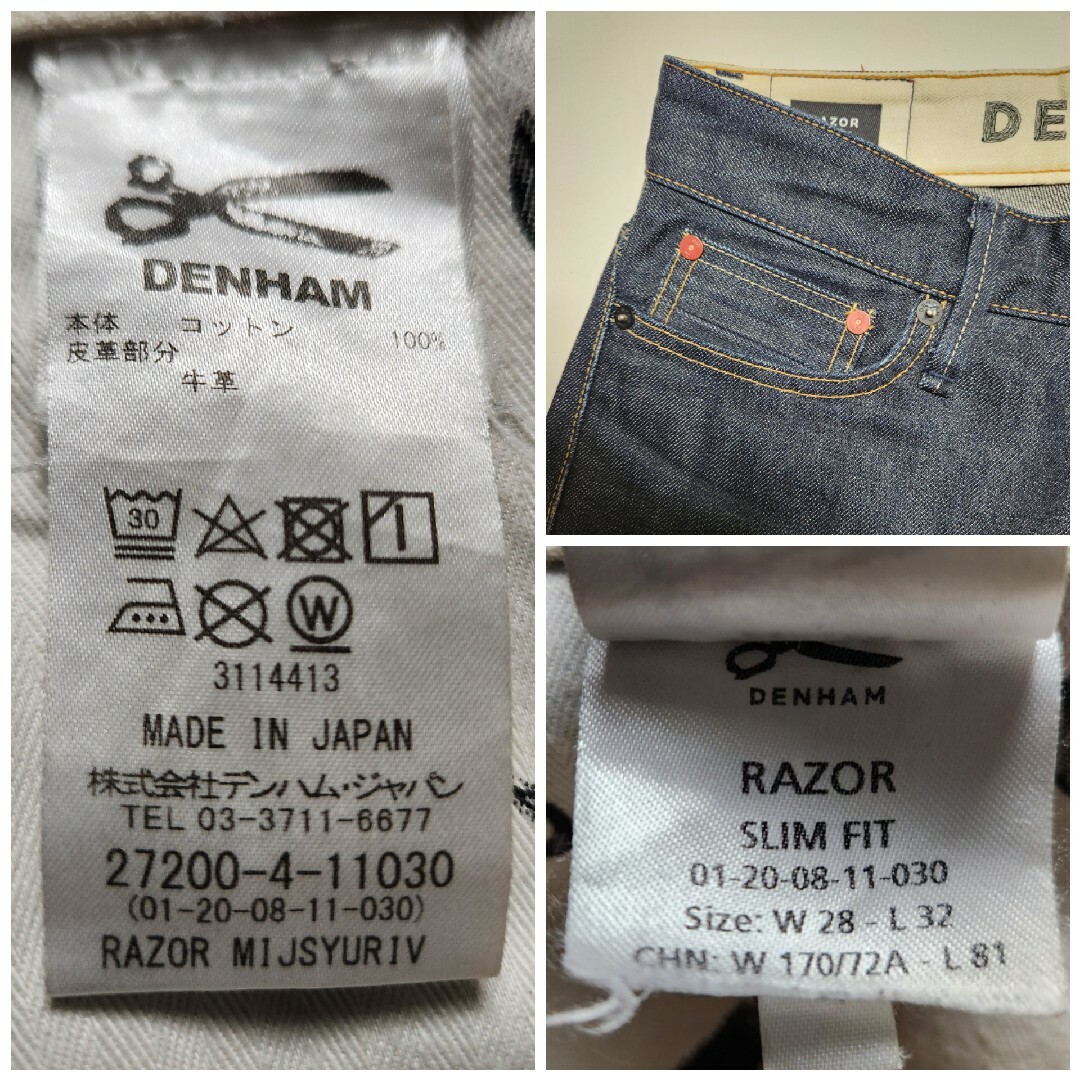 DENHAM
本体 コットン 100%
皮革部分
牛革
30
W
3114413
MADE IN JAPAN
株式会社デンハム・ジャパン
TEL 03-3711-6677
27200-4-11030
(01-20-08-11-030)
RAZOR MIJSYURIV
AZOR
DE
DENHAM
RAZOR
SLIM FIT
01-20-08-11-030
Size: W 28 - L 32
CHN: W 170/72A - L 81